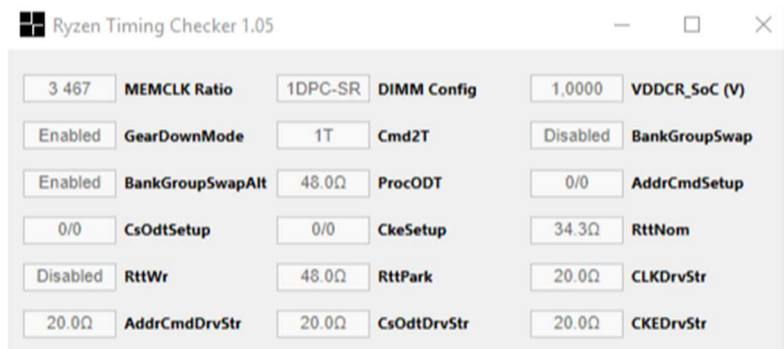 Ryzen Timing Checker 1.05
3 467 MEMCLK Ratio 1DPC-SR DIMM Config 1,0000 VDDCR_SoC (V)
Enabled GearDownMode 1T Cmd2T Disabled BankGroupSwap
Enabled BankGroupSwapAlt 48.0Ω ProcODT 0/0 AddrCmdSetup
0/0 CsOdtSetup 0/0 CkeSetup 34.3Ω RttNom
Disabled RttWr 48.0Ω RttPark 20.0Ω CLKDrvStr
20.0Ω AddrCmdDrvStr 20.0Ω CsOdtDrvStr 20.0Ω CKEDrvStr